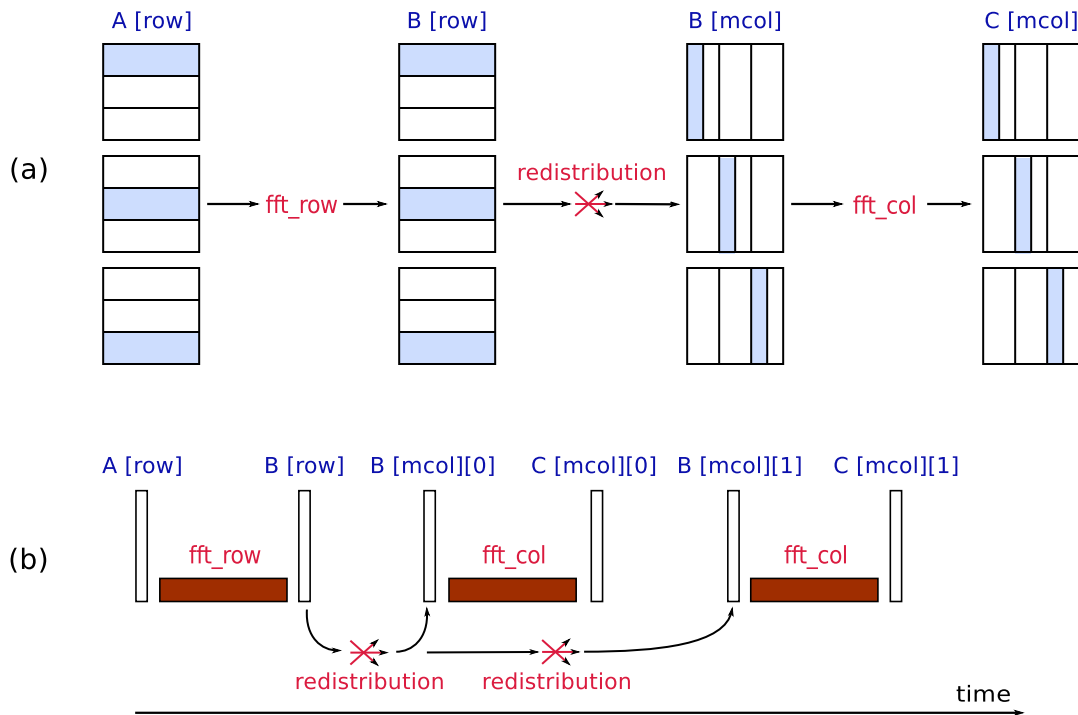 A [row] B [row] B [mcol] C [mcol]
(a)
redistribution
fft_row fft_col
A [row] B [row] B [mcol][0] C [mcol][0] B [mcol][1] C [mcol][1]
(b)
fft_row fft_col fft_col
redistribution redistribution
time